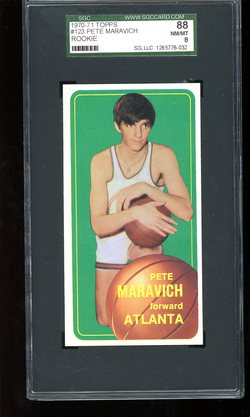 SGC
WWW.SGCCARD.COM
1970-71 TOPPS
#123 PETE MARAVICH
ROOKIE
88
NM/MT
8
SG, LLC 1265776-032
PETE
MARAVICH
forward
ATLANTA